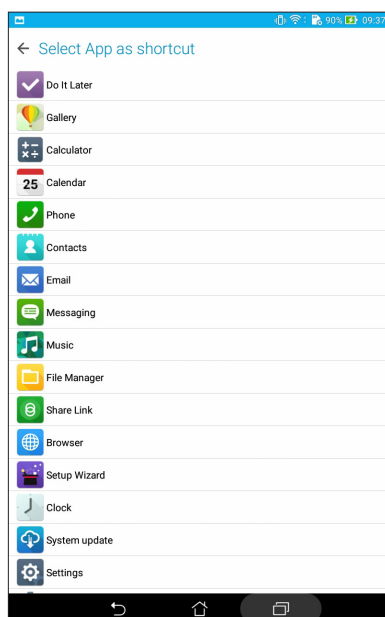 90% 09:37
Select App as shortcut
Do It Later
Gallery
Calculator
25 Calendar
Phone
Contacts
Email
Messaging
Music
File Manager
Share Link
Browser
Setup Wizard
Clock
System update
Settings